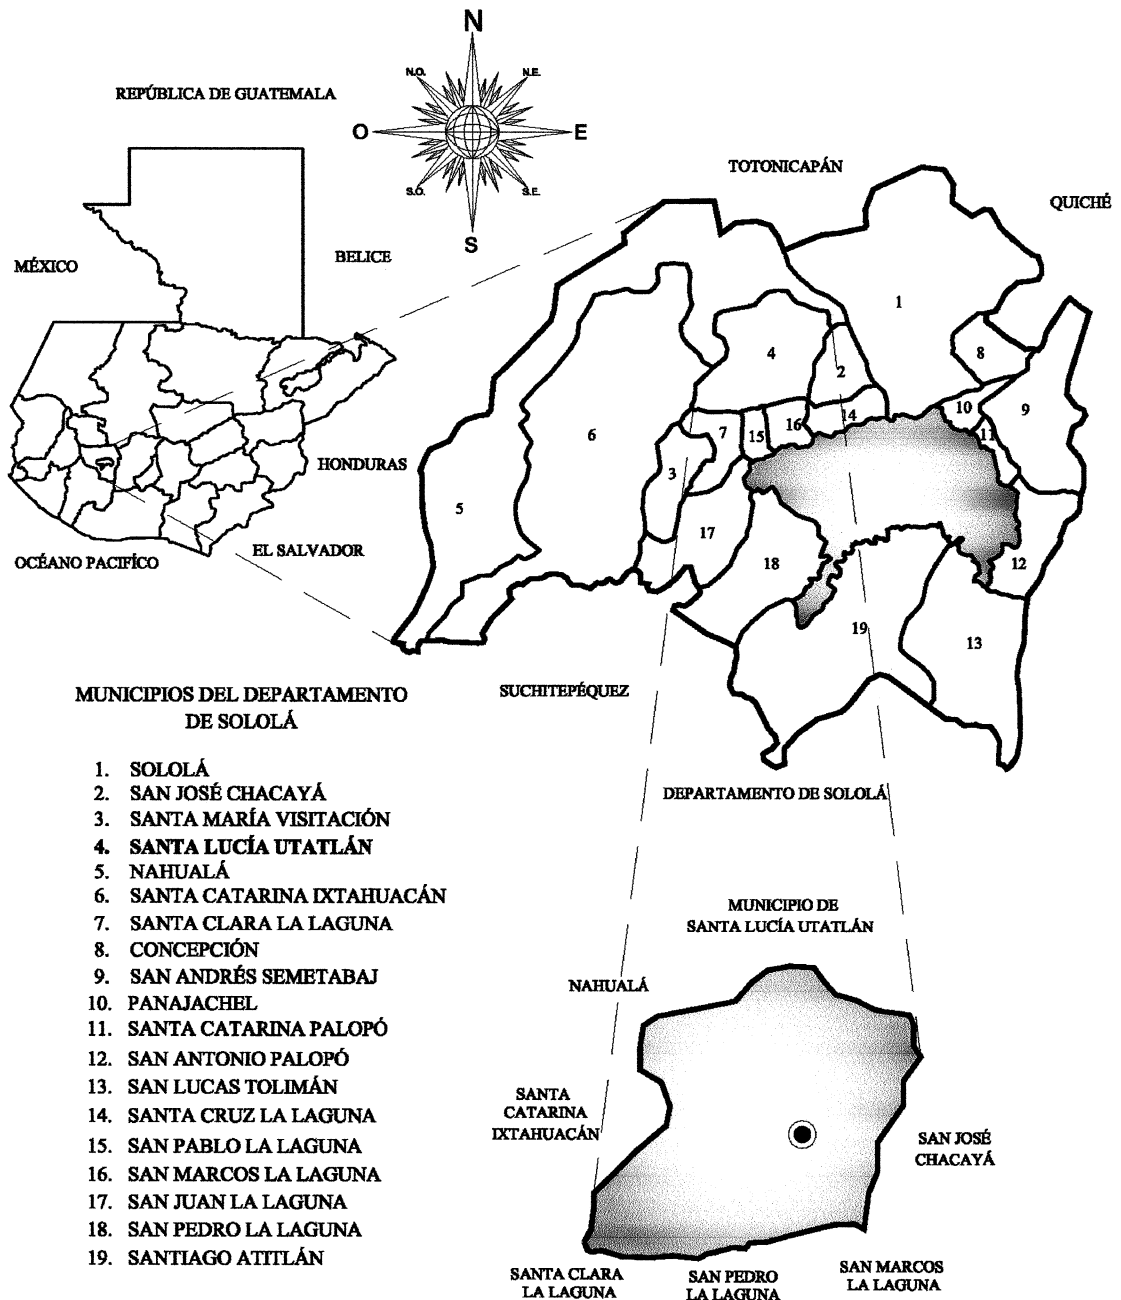 N
N.O.
N.E.
O
E
S.O.
S.E.
S
REPÚBLICA DE GUATEMALA
MÉXICO
BELICE
HONDURAS
EL SALVADOR
OCÉANO PACIFÍCO
TOTONICAPÁN
QUICHÉ
1
2
3
4
5
6
7
8
9
10
11
12
13
14
15
16
17
18
19
SUCHITEPÉQUEZ
DEPARTAMENTO DE SOLOLÁ
MUNICIPIOS DEL DEPARTAMENTO
DE SOLOLÁ
1. SOLOLÁ
2. SAN JOSÉ CHACAYÁ
3. SANTA MARÍA VISITACIÓN
4. SANTA LUCÍA UTATLÁN
5. NAHUALÁ
6. SANTA CATARINA IXTAHUACÁN
7. SANTA CLARA LA LAGUNA
8. CONCEPCIÓN
9. SAN ANDRÉS SEMETABAJ
10. PANAJACHEL
11. SANTA CATARINA PALOPÓ
12. SAN ANTONIO PALOPÓ
13. SAN LUCAS TOLIMÁN
14. SANTA CRUZ LA LAGUNA
15. SAN PABLO LA LAGUNA
16. SAN MARCOS LA LAGUNA
17. SAN JUAN LA LAGUNA
18. SAN PEDRO LA LAGUNA
19. SANTIAGO ATITLÁN
MUNICIPIO DE
SANTA LUCÍA UTATLÁN
NAHUALÁ
SANTA
CATARINA
IXTAHUACÁN
SAN JOSÉ
CHACAYÁ
SANTA CLARA
LA LAGUNA
SAN PEDRO
LA LAGUNA
SAN MARCOS
LA LAGUNA